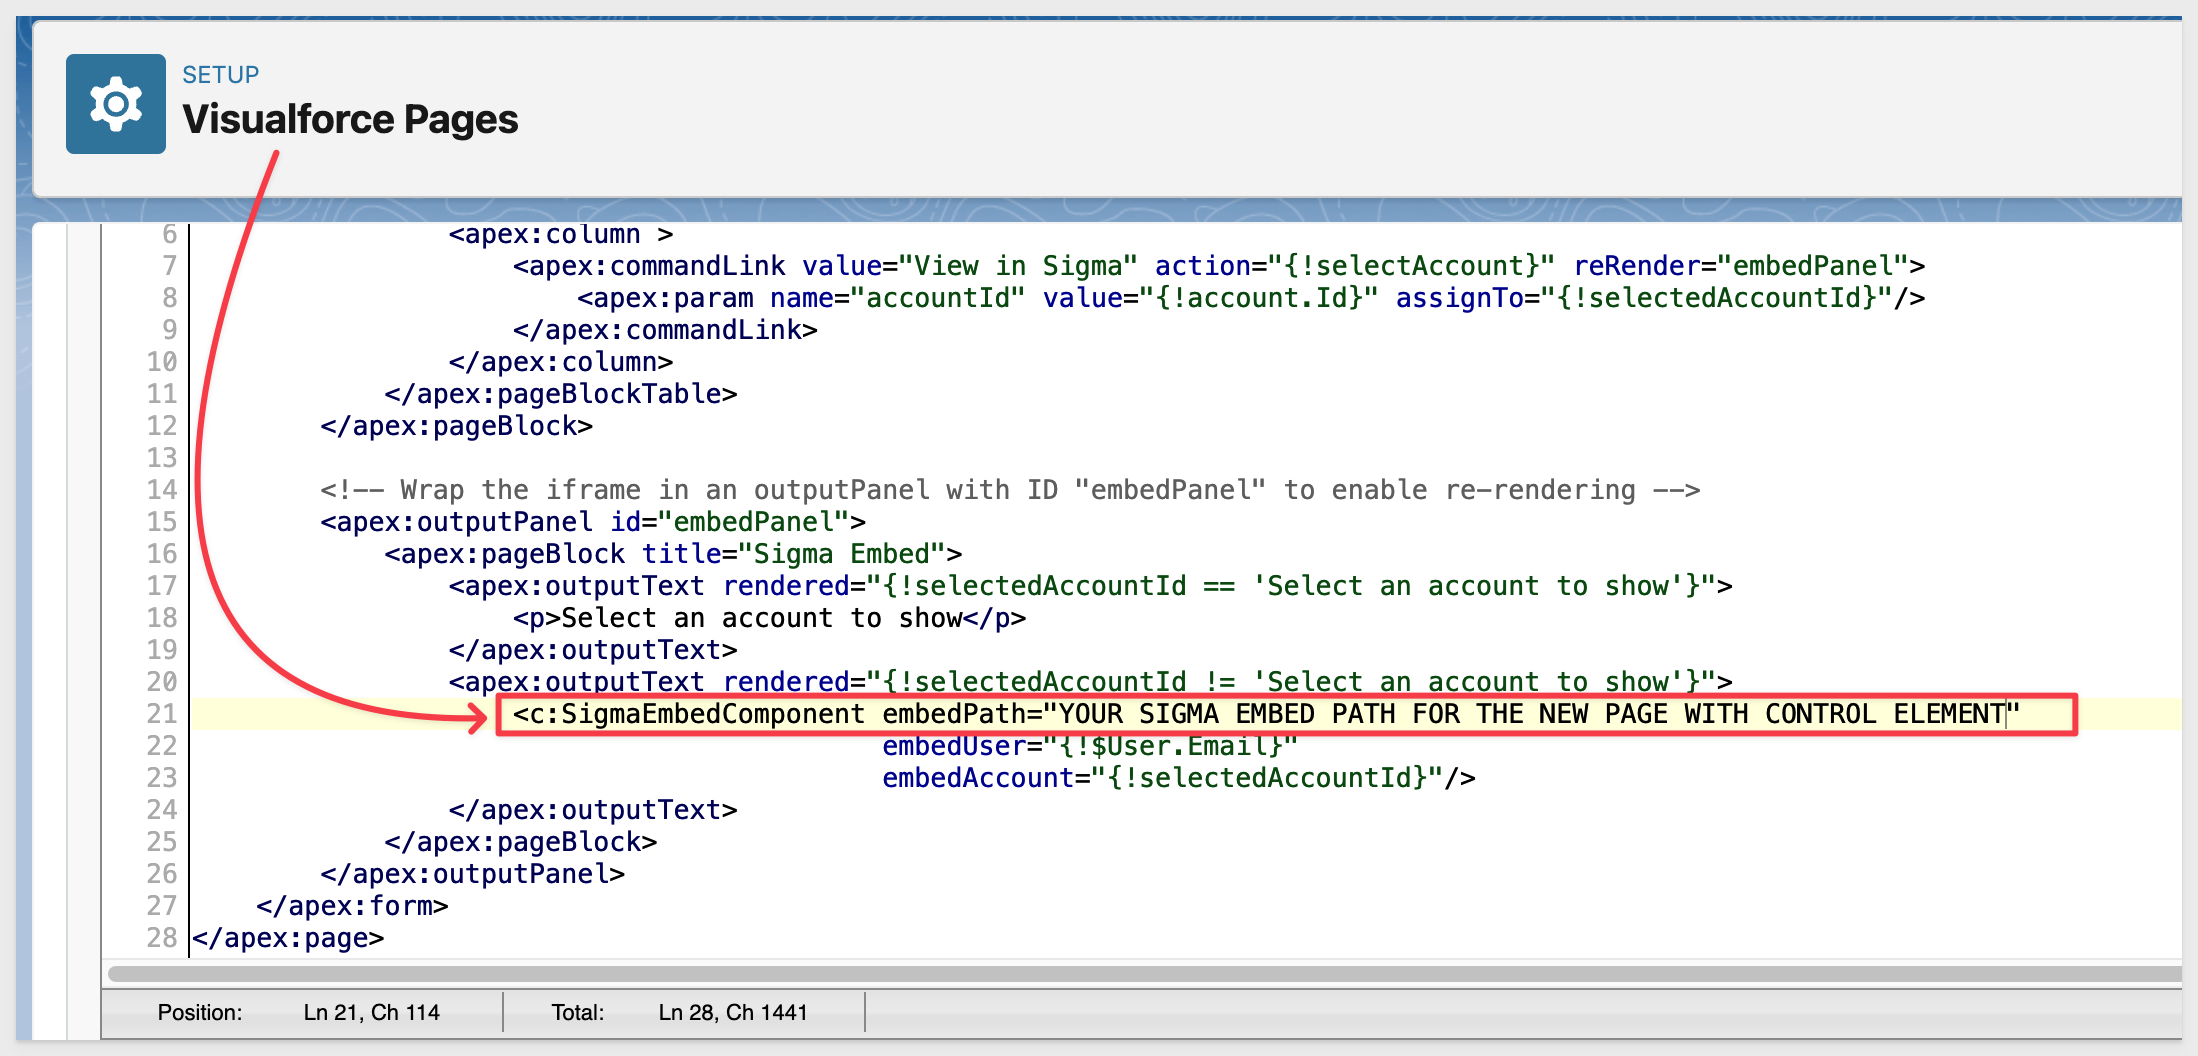 SETUP
Visualforce Pages
6 <apex:column >
7 <apex:commandLink value="View in Sigma" action="{!selectAccount}" reRender="embedPanel">
8 <apex:param name="accountId" value="{!account.Id}" assignTo="{!selectedAccountId}"/>
9 </apex:commandLink>
10 </apex:column>
11 </apex:pageBlockTable>
12 </apex:pageBlock>
13
14 <!-- Wrap the iframe in an outputPanel with ID "embedPanel" to enable re-rendering -->
15 <apex:outputPanel id="embedPanel">
16 <apex:pageBlock title="Sigma Embed">
17 <apex:outputText rendered="{!selectedAccountId == 'Select an account to show'}">
18 <p>Select an account to show</p>
19 </apex:outputText>
20 <apex:outputText rendered="{!selectedAccountId != 'Select an account to show'}">
21 <c:SigmaEmbedComponent embedPath="YOUR SIGMA EMBED PATH FOR THE NEW PAGE WITH CONTROL ELEMENT"
22 embedUser="{!$User.Email}"
23 embedAccount="{!selectedAccountId}"/>
24 </apex:outputText>
25 </apex:pageBlock>
26 </apex:outputPanel>
27 </apex:form>
28 </apex:page>
Position: Ln 21, Ch 114 Total: Ln 28, Ch 1441